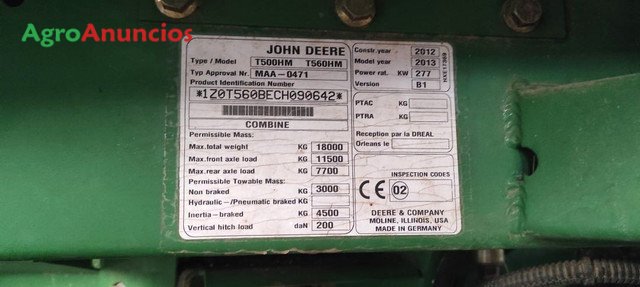 AgroAnuncios
JOHN DEERE
Type / Model T500HM T560HM
Typ Approval Nr. MAA-0471
Product Identification Number
*1Z0T560BECH090642*
COMBINE
Permissible Mass:
Max.total weight KG 18000
Max.front axle load KG 11500
Max.rear axle load KG 7700
Permissible Towable Mass:
Non braked KG 3000
Hydraulic -/Pneumatic braked KG
Inertia-braked KG 4500
Vertical hitch load daN 200
Constr.year 2012
Model year 2013
Power rat. KW 277
Version B1
PTAC KG
PTRA KG
Reception par la DREAL
Orleans le
INSPECTION CODES
CE 02
DEERE & COMPANY
MOLINE, ILLINOIS, USA
MADE IN GERMANY